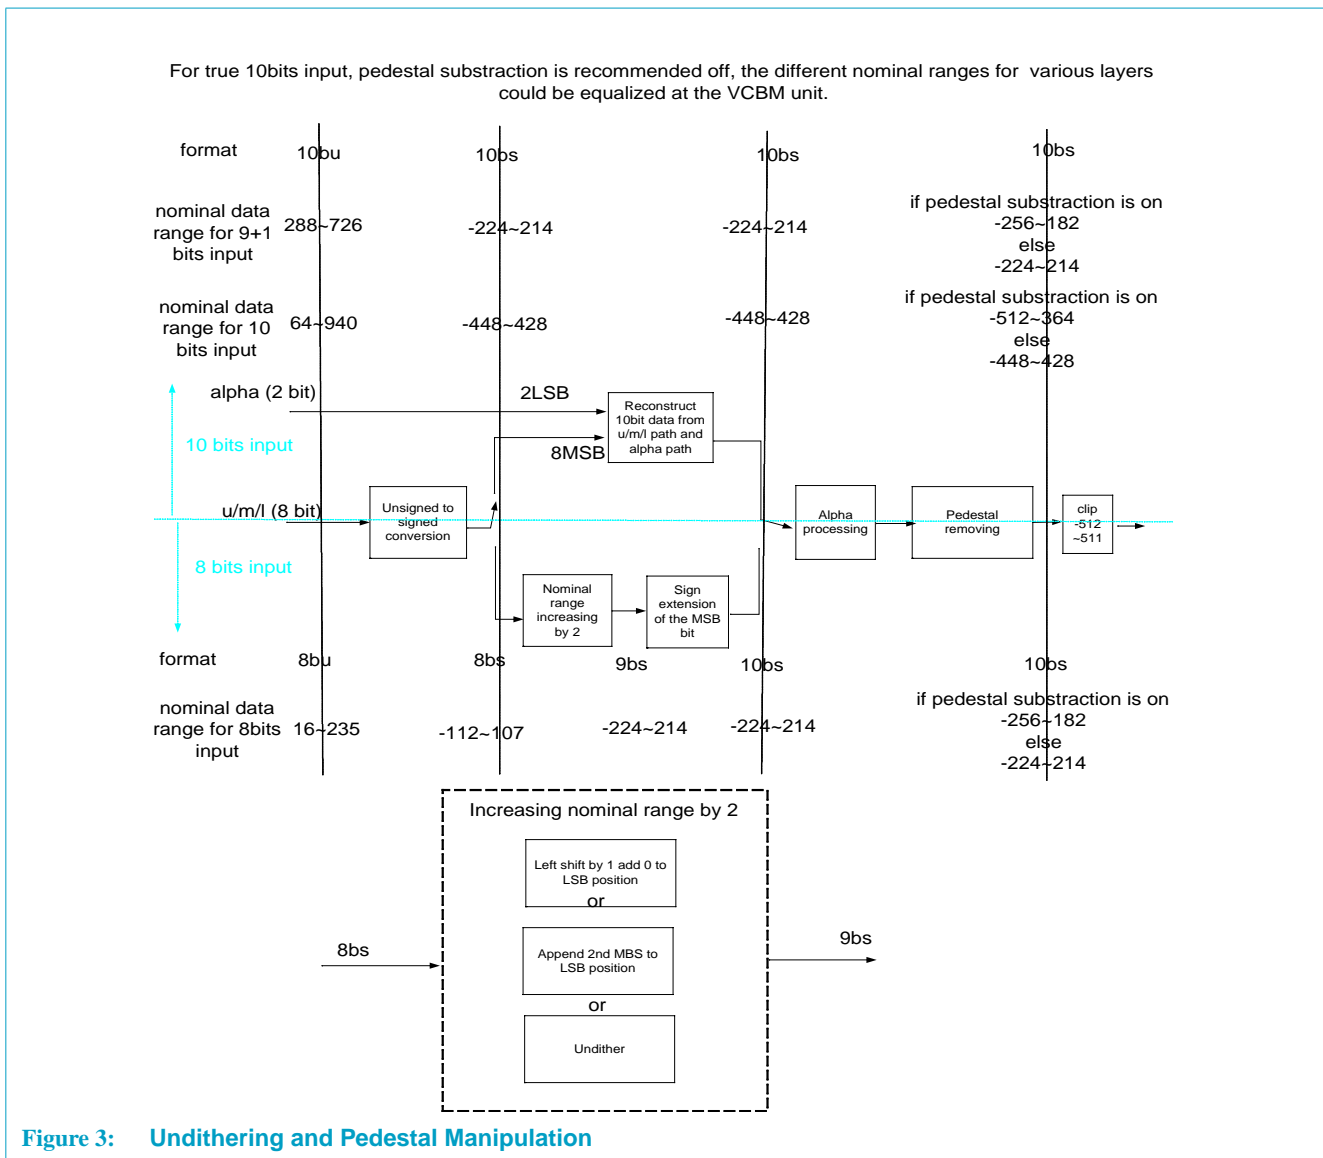 For true 10bits input, pedestal substraction is recommended off, the different nominal ranges for various layers
could be equalized at the VCBM unit.
format
10bu
10bs
10bs
10bs
nominal data
range for 9+1
bits input
288~726
-224~214
-224~214
if pedestal substraction is on
-256~182
else
-224~214
nominal data
range for 10
bits input
64~940
-448~428
-448~428
if pedestal substraction is on
-512~364
else
-448~428
alpha (2 bit)
2LSB
10 bits input
8MSB
Reconstruct
10bit data from
u/m/l path and
alpha path
u/m/l (8 bit)
Unsigned to
signed
conversion
Alpha
processing
Pedestal
removing
clip
-512
~511
8 bits input
Nominal
range
increasing
by 2
Sign
extension
of the MSB
bit
format
8bu
8bs
9bs
10bs
10bs
nominal data
range for 8bits
input
16~235
-112~107
-224~214
-224~214
if pedestal substraction is on
-256~182
else
-224~214
Increasing nominal range by 2
Left shift by 1 add 0 to
LSB position
or
8bs
Append 2nd MBS to
LSB position
9bs
or
Undither
Figure 3: Undithering and Pedestal Manipulation